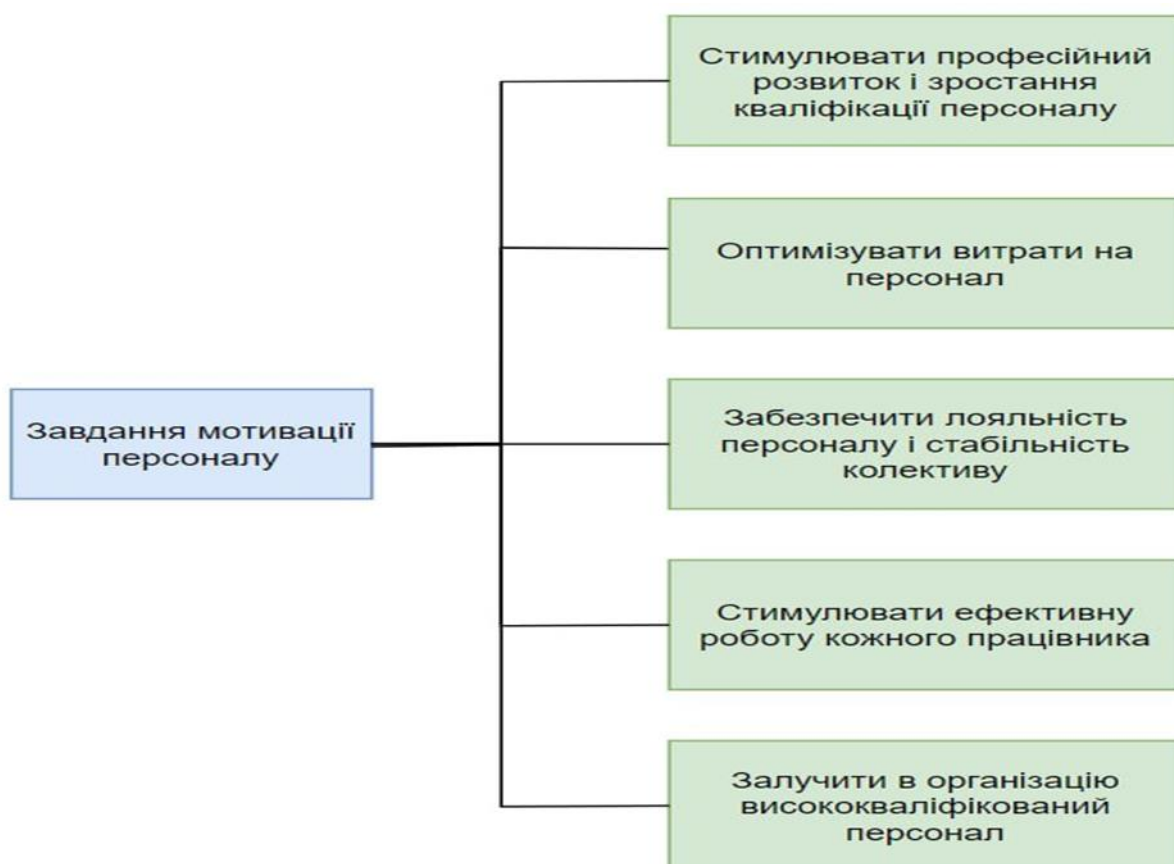 Стимулювати професійний
розвиток і зростання
кваліфікації персоналу
Оптимізувати витрати на
персонал
Завдання мотивації
персоналу
Забезпечити лояльність
персоналу і стабільність
колективу
Стимулювати ефективну
роботу кожного працівника
Залучити в організацію
висококваліфікований
персонал